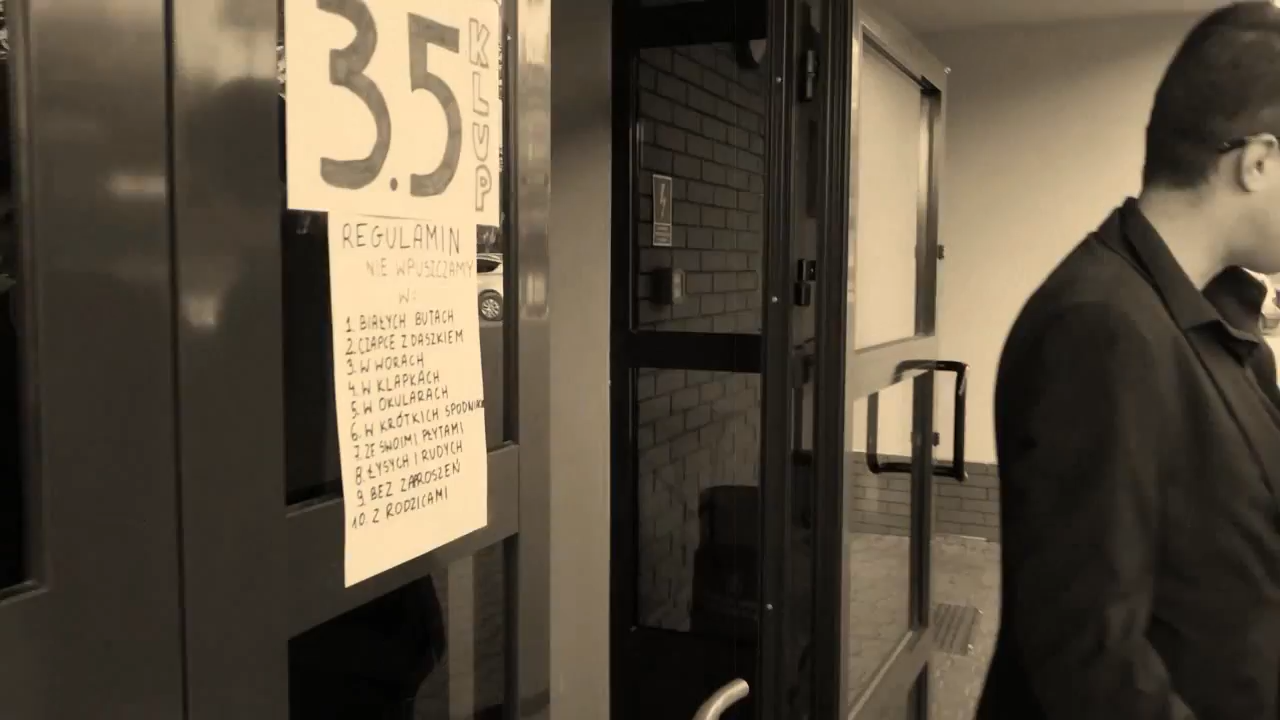 3.5
KLUP
REGULAMIN
NIE WPUSZCZAMY
W:
1. BIAŁYCH BUTACH
2. CZAPCE Z DASZKIEM
3. W WORACH
4. W KLAPKACH
5. W OKULARACH
6. W KRÓTKICH SPODNIACH
7. ZE SWOIMI PŁYTAMI
8. ŁYSYCH I RUDYCH
9. BEZ ZAPROSZEŃ
10. Z RODZICAMI